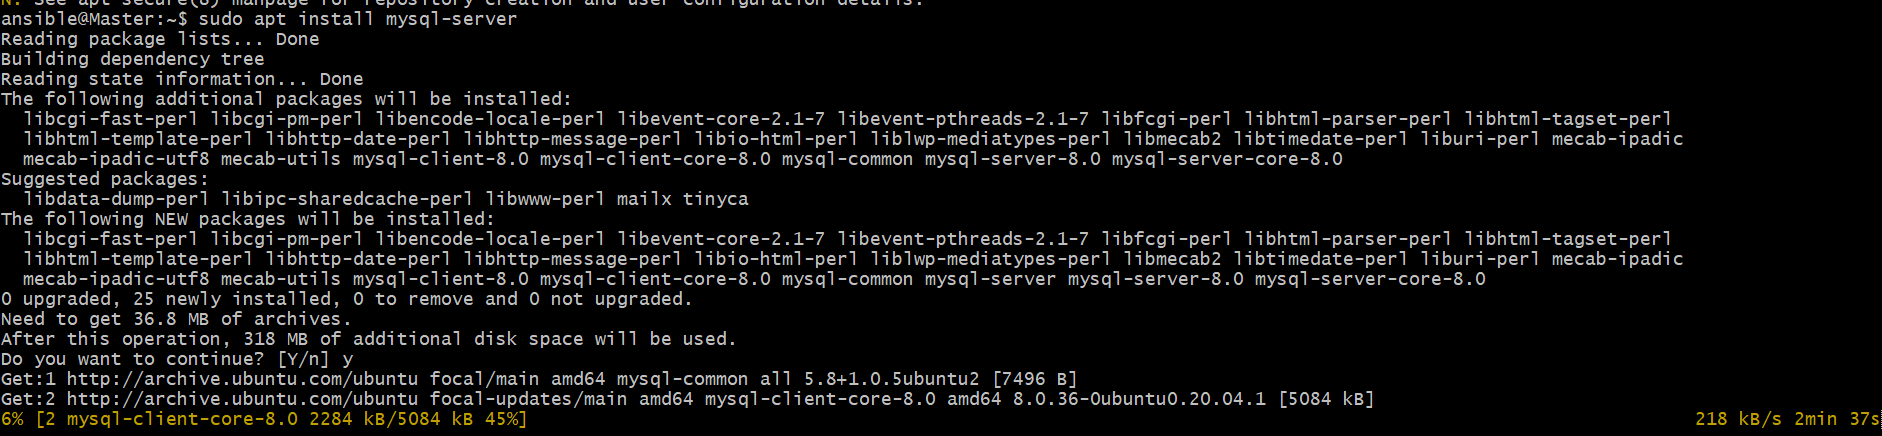 N: See apt-secure(8) manpage for repository creation and user configuration details.
ansible@Master:~$ sudo apt install mysql-server
Reading package lists... Done
Building dependency tree
Reading state information... Done
The following additional packages will be installed:
  libcgi-fast-perl libcgi-pm-perl libencode-locale-perl libevent-core-2.1-7 libevent-pthreads-2.1-7 libfcgi-perl libhtml-parser-perl libhtml-tagset-perl
  libhtml-template-perl libhttp-date-perl libhttp-message-perl libio-html-perl liblwp-mediatypes-perl libmecab2 libtimedate-perl liburi-perl mecab-ipadic
  mecab-ipadic-utf8 mecab-utils mysql-client-8.0 mysql-client-core-8.0 mysql-common mysql-server-8.0 mysql-server-core-8.0
Suggested packages:
  libdata-dump-perl libipc-sharedcache-perl libwww-perl mailx tinyca
The following NEW packages will be installed:
  libcgi-fast-perl libcgi-pm-perl libencode-locale-perl libevent-core-2.1-7 libevent-pthreads-2.1-7 libfcgi-perl libhtml-parser-perl libhtml-tagset-perl
  libhtml-template-perl libhttp-date-perl libhttp-message-perl libio-html-perl liblwp-mediatypes-perl libmecab2 libtimedate-perl liburi-perl mecab-ipadic
  mecab-ipadic-utf8 mecab-utils mysql-client-8.0 mysql-client-core-8.0 mysql-common mysql-server mysql-server-8.0 mysql-server-core-8.0
0 upgraded, 25 newly installed, 0 to remove and 0 not upgraded.
Need to get 36.8 MB of archives.
After this operation, 318 MB of additional disk space will be used.
Do you want to continue? [Y/n] y
Get:1 http://archive.ubuntu.com/ubuntu focal/main amd64 mysql-common all 5.8+1.0.5ubuntu2 [7496 B]
Get:2 http://archive.ubuntu.com/ubuntu focal-updates/main amd64 mysql-client-core-8.0 amd64 8.0.36-0ubuntu0.20.04.1 [5084 kB]
6% [2 mysql-client-core-8.0 2284 kB/5084 kB 45%] 218 kB/s 2min 37s